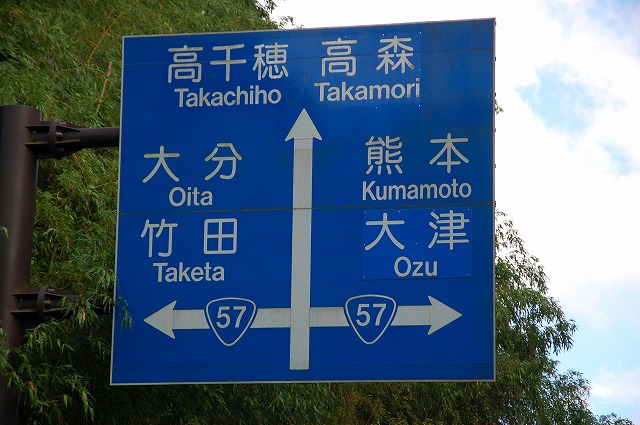 高千穂 高森
Takachiho Takamori
大分 熊本
Oita Kumamoto
竹田 大津
Taketa Ozu
57 57